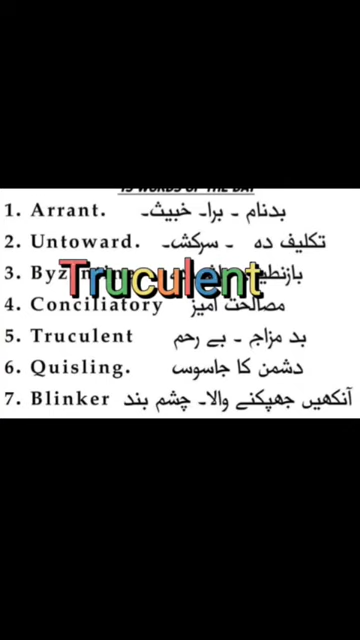 15 WORDS OF THE DAY
1. Arrant. بدنام ۔ برا۔ خبیث۔
2. Untoward. تکلیف دہ ۔ سرکش۔
3.
Truculent
4. Conciliatory مصالحت آمیز
5. Truculent بد مزاج ۔ بے رحم
6. Quisling. دشمن کا جاسوس
7. Blinker آنکھیں جھپکنے والا۔ چشم بند